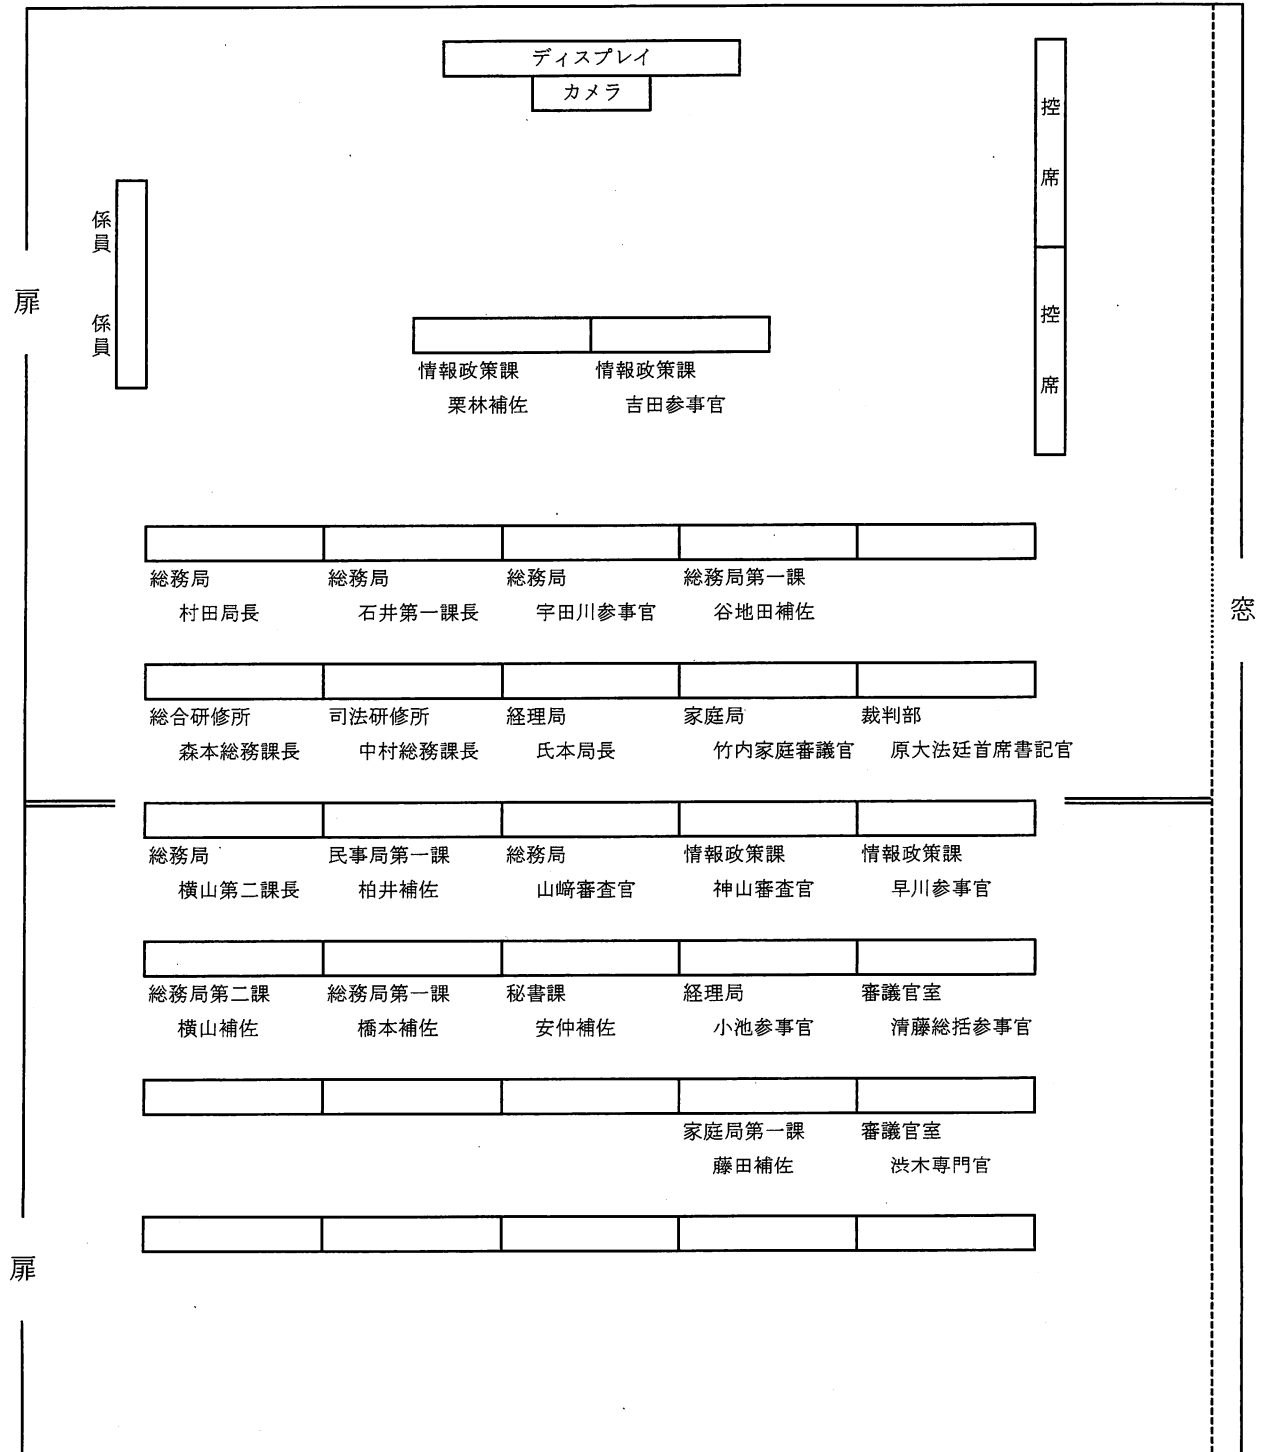 ディスプレイ
カメラ
控席
控席
係員
係員
扉
情報政策課
栗林補佐
情報政策課
吉田参事官
総務局
村田局長
総務局
石井第一課長
総務局
宇田川参事官
総務局第一課
谷地田補佐
窓
総合研修所
森本総務課長
司法研修所
中村総務課長
経理局
氏本局長
家庭局
竹内家庭審議官
裁判部
原大法廷首席書記官
総務局
横山第二課長
民事局第一課
柏井補佐
総務局
山﨑審査官
情報政策課
神山審査官
情報政策課
早川参事官
総務局第二課
横山補佐
総務局第一課
橋本補佐
秘書課
安仲補佐
経理局
小池参事官
審議官室
清藤総括参事官
家庭局第一課
藤田補佐
審議官室
渋木専門官
扉